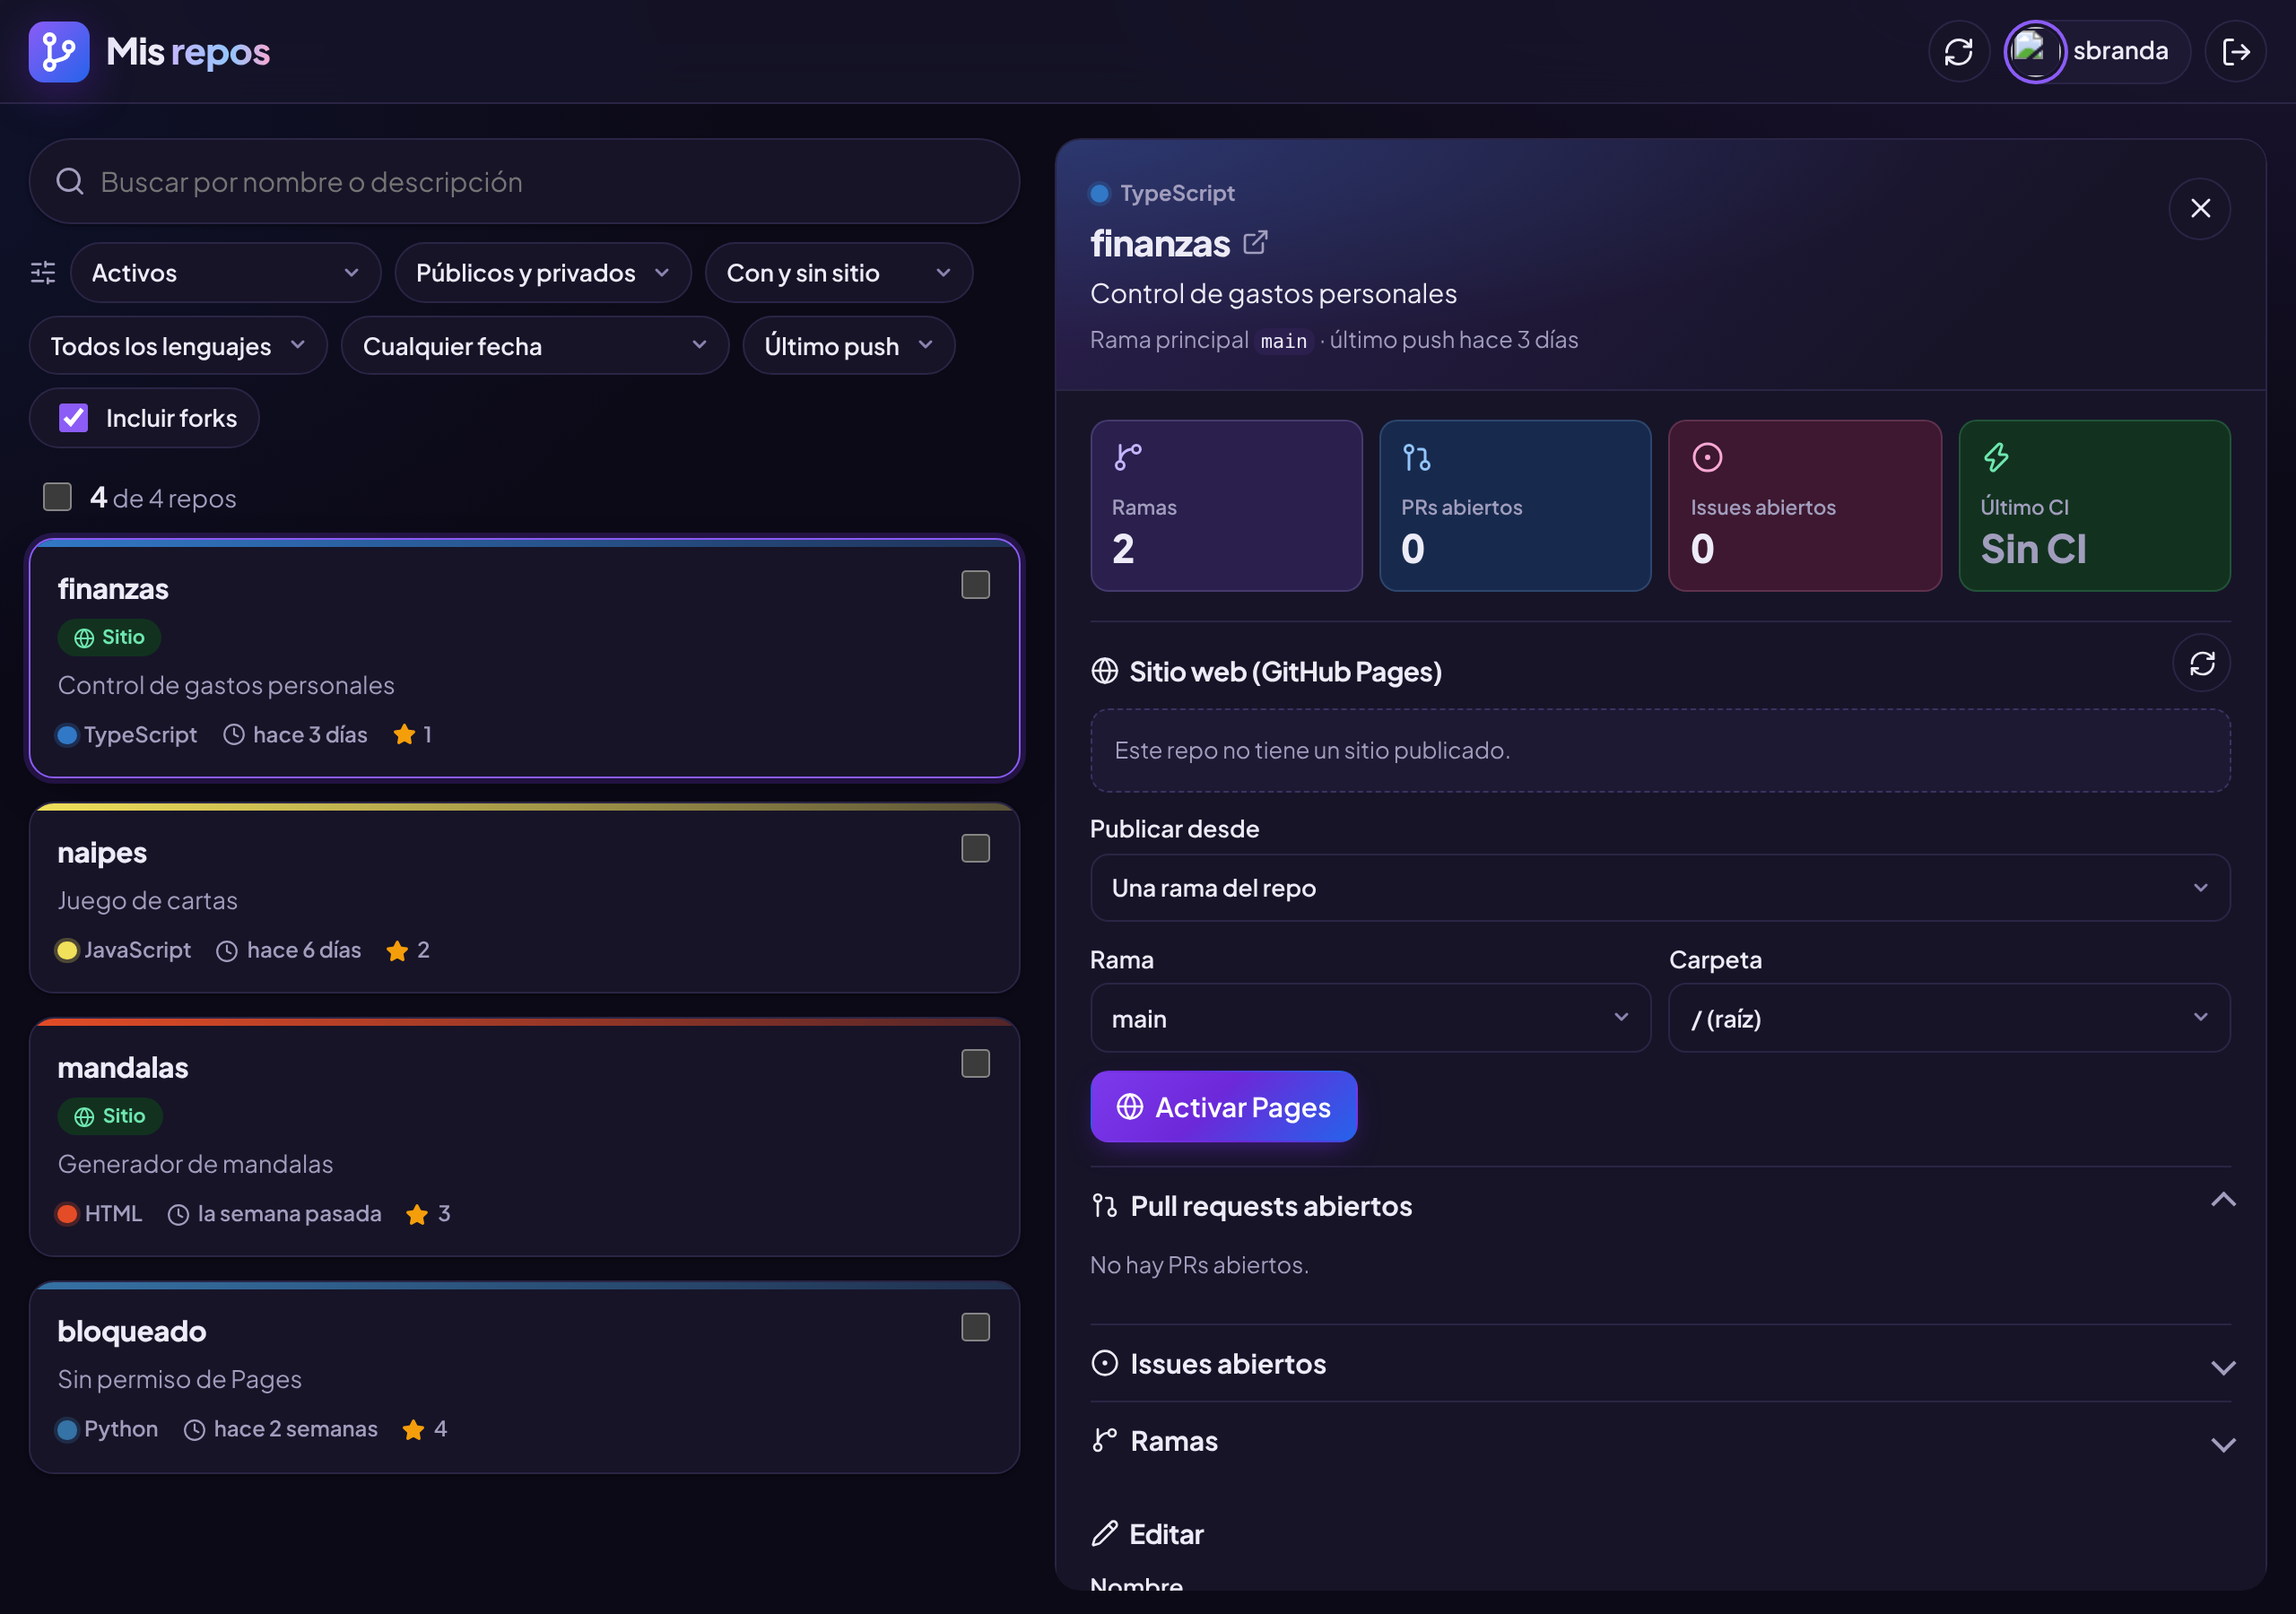 Mis repos
sbranda
Buscar por nombre o descripción
Activos
Públicos y privados
Con y sin sitio
Todos los lenguajes
Cualquier fecha
Último push
Incluir forks
4 de 4 repos
finanzas
Sitio
Control de gastos personales
TypeScript
hace 3 días
1
naipes
Juego de cartas
JavaScript
hace 6 días
2
mandalas
Sitio
Generador de mandalas
HTML
la semana pasada
3
bloqueado
Sin permiso de Pages
Python
hace 2 semanas
4
TypeScript
finanzas
Control de gastos personales
Rama principal main · último push hace 3 días
Ramas
2
PRs abiertos
0
Issues abiertos
0
Último CI
Sin CI
Sitio web (GitHub Pages)
Este repo no tiene un sitio publicado.
Publicar desde
Una rama del repo
Rama
main
Carpeta
/ (raíz)
Activar Pages
Pull requests abiertos
No hay PRs abiertos.
Issues abiertos
Ramas
Editar
Nombre